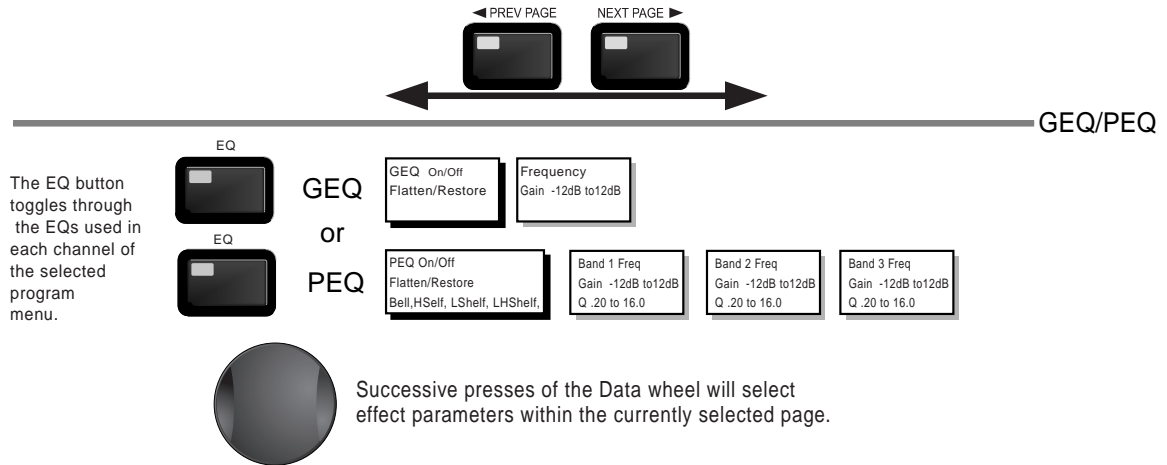 ◄ PREV PAGE NEXT PAGE ►
GEQ/PEQ
The EQ button
toggles through
the EQs used in
each channel of
the selected
program
menu.
EQ
GEQ
GEQ On/Off
Flatten/Restore
Frequency
Gain -12dB to12dB
or
EQ
PEQ
PEQ On/Off
Flatten/Restore
Bell,HSelf, LShelf, LHShelf,
Band 1 Freq
Gain -12dB to12dB
Q .20 to 16.0
Band 2 Freq
Gain -12dB to12dB
Q .20 to 16.0
Band 3 Freq
Gain -12dB to12dB
Q .20 to 16.0
Successive presses of the Data wheel will select
effect parameters within the currently selected page.